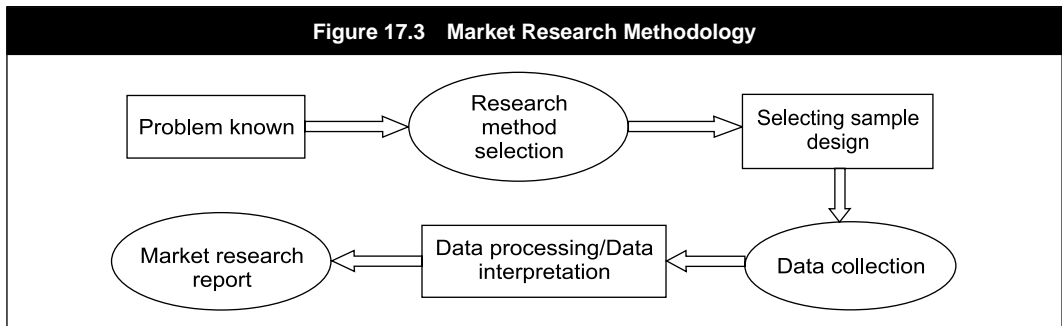 Figure 17.3 Market Research Methodology
Problem known
Research
method
selection
Selecting sample
design
Data collection
Data processing/Data
interpretation
Market research
report